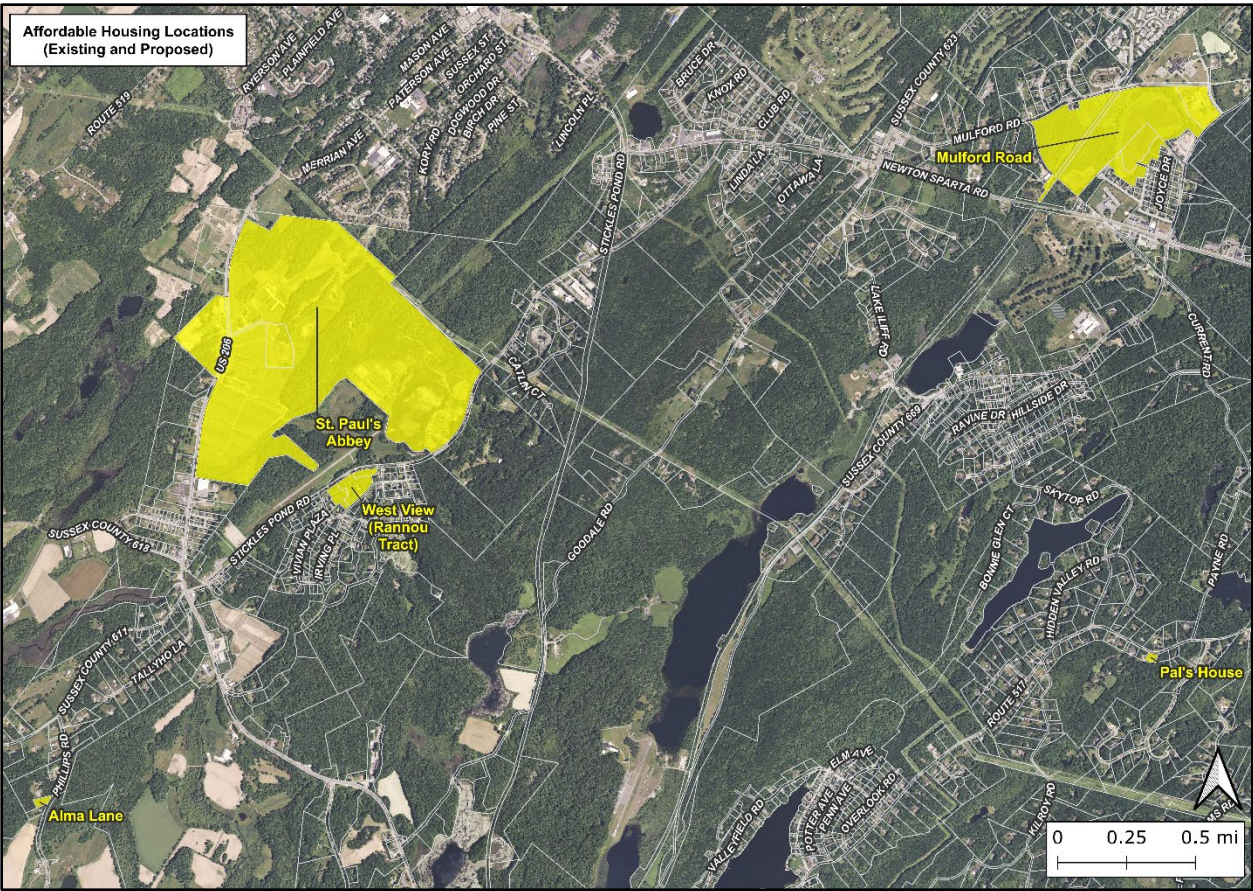 Affordable Housing Locations
(Existing and Proposed)
RYERSON AVE
PLAINFIELD AVE
MASON AVE
PATERSON AVE
SUSSEX ST
ORCHARD ST
DOGWOOD DR
BIRCH DR
PINE ST
KORY RD
LINCOLN PL
MERRIAN AVE
ROUTE 519
BRUCE DR
KNOX RD
CLUB RD
LINDA LA
OTTAWA LA
SUSSEX COUNTY 623
MULFORD RD
Mulford Road
NEWTON SPARTA RD
JOYCE DR
STICKLES POND RD
US 206
CATLIN CT
LAKE ILIFF RD
CURRENT RD
St. Paul's
Abbey
RAVINE DR
HILLSIDE DR
SUSSEX COUNTY 669
West View
(Rannou
Tract)
STICKLES POND RD
VIVIAN PLAZA
IRVING PL
SUSSEX COUNTY 618
GOODALE RD
SKYTOP RD
BONNIE GLEN CT
HIDDEN VALLEY RD
PAYNE RD
SUSSEX COUNTY 611
TALLYHO LA
Pal's House
ROUTE 517
PHILLIPS RD
Alma Lane
ELM AVE
VALLEYFIELD RD
POTTER AVE
PENN AVE
OVERLOOK RD
KILROY RD
0 0.25 0.5 mi